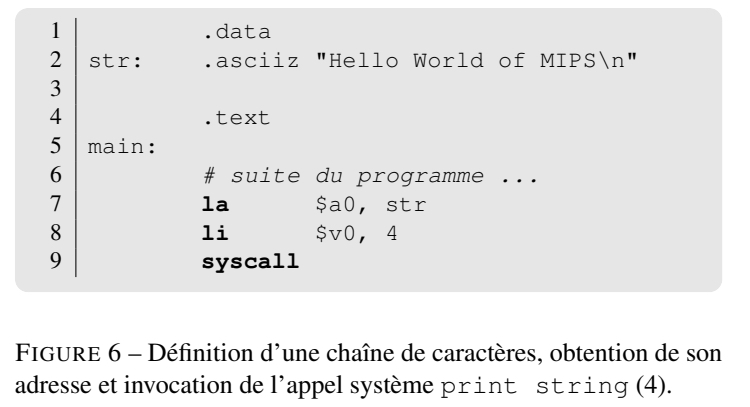 1 .data
2 str: .asciiz "Hello World of MIPS\n"
3
4 .text
5 main:
6 # suite du programme ...
7 la $a0, str
8 li $v0, 4
9 syscall
FIGURE 6 – Définition d'une chaîne de caractères, obtention de son
adresse et invocation de l'appel système print string (4).